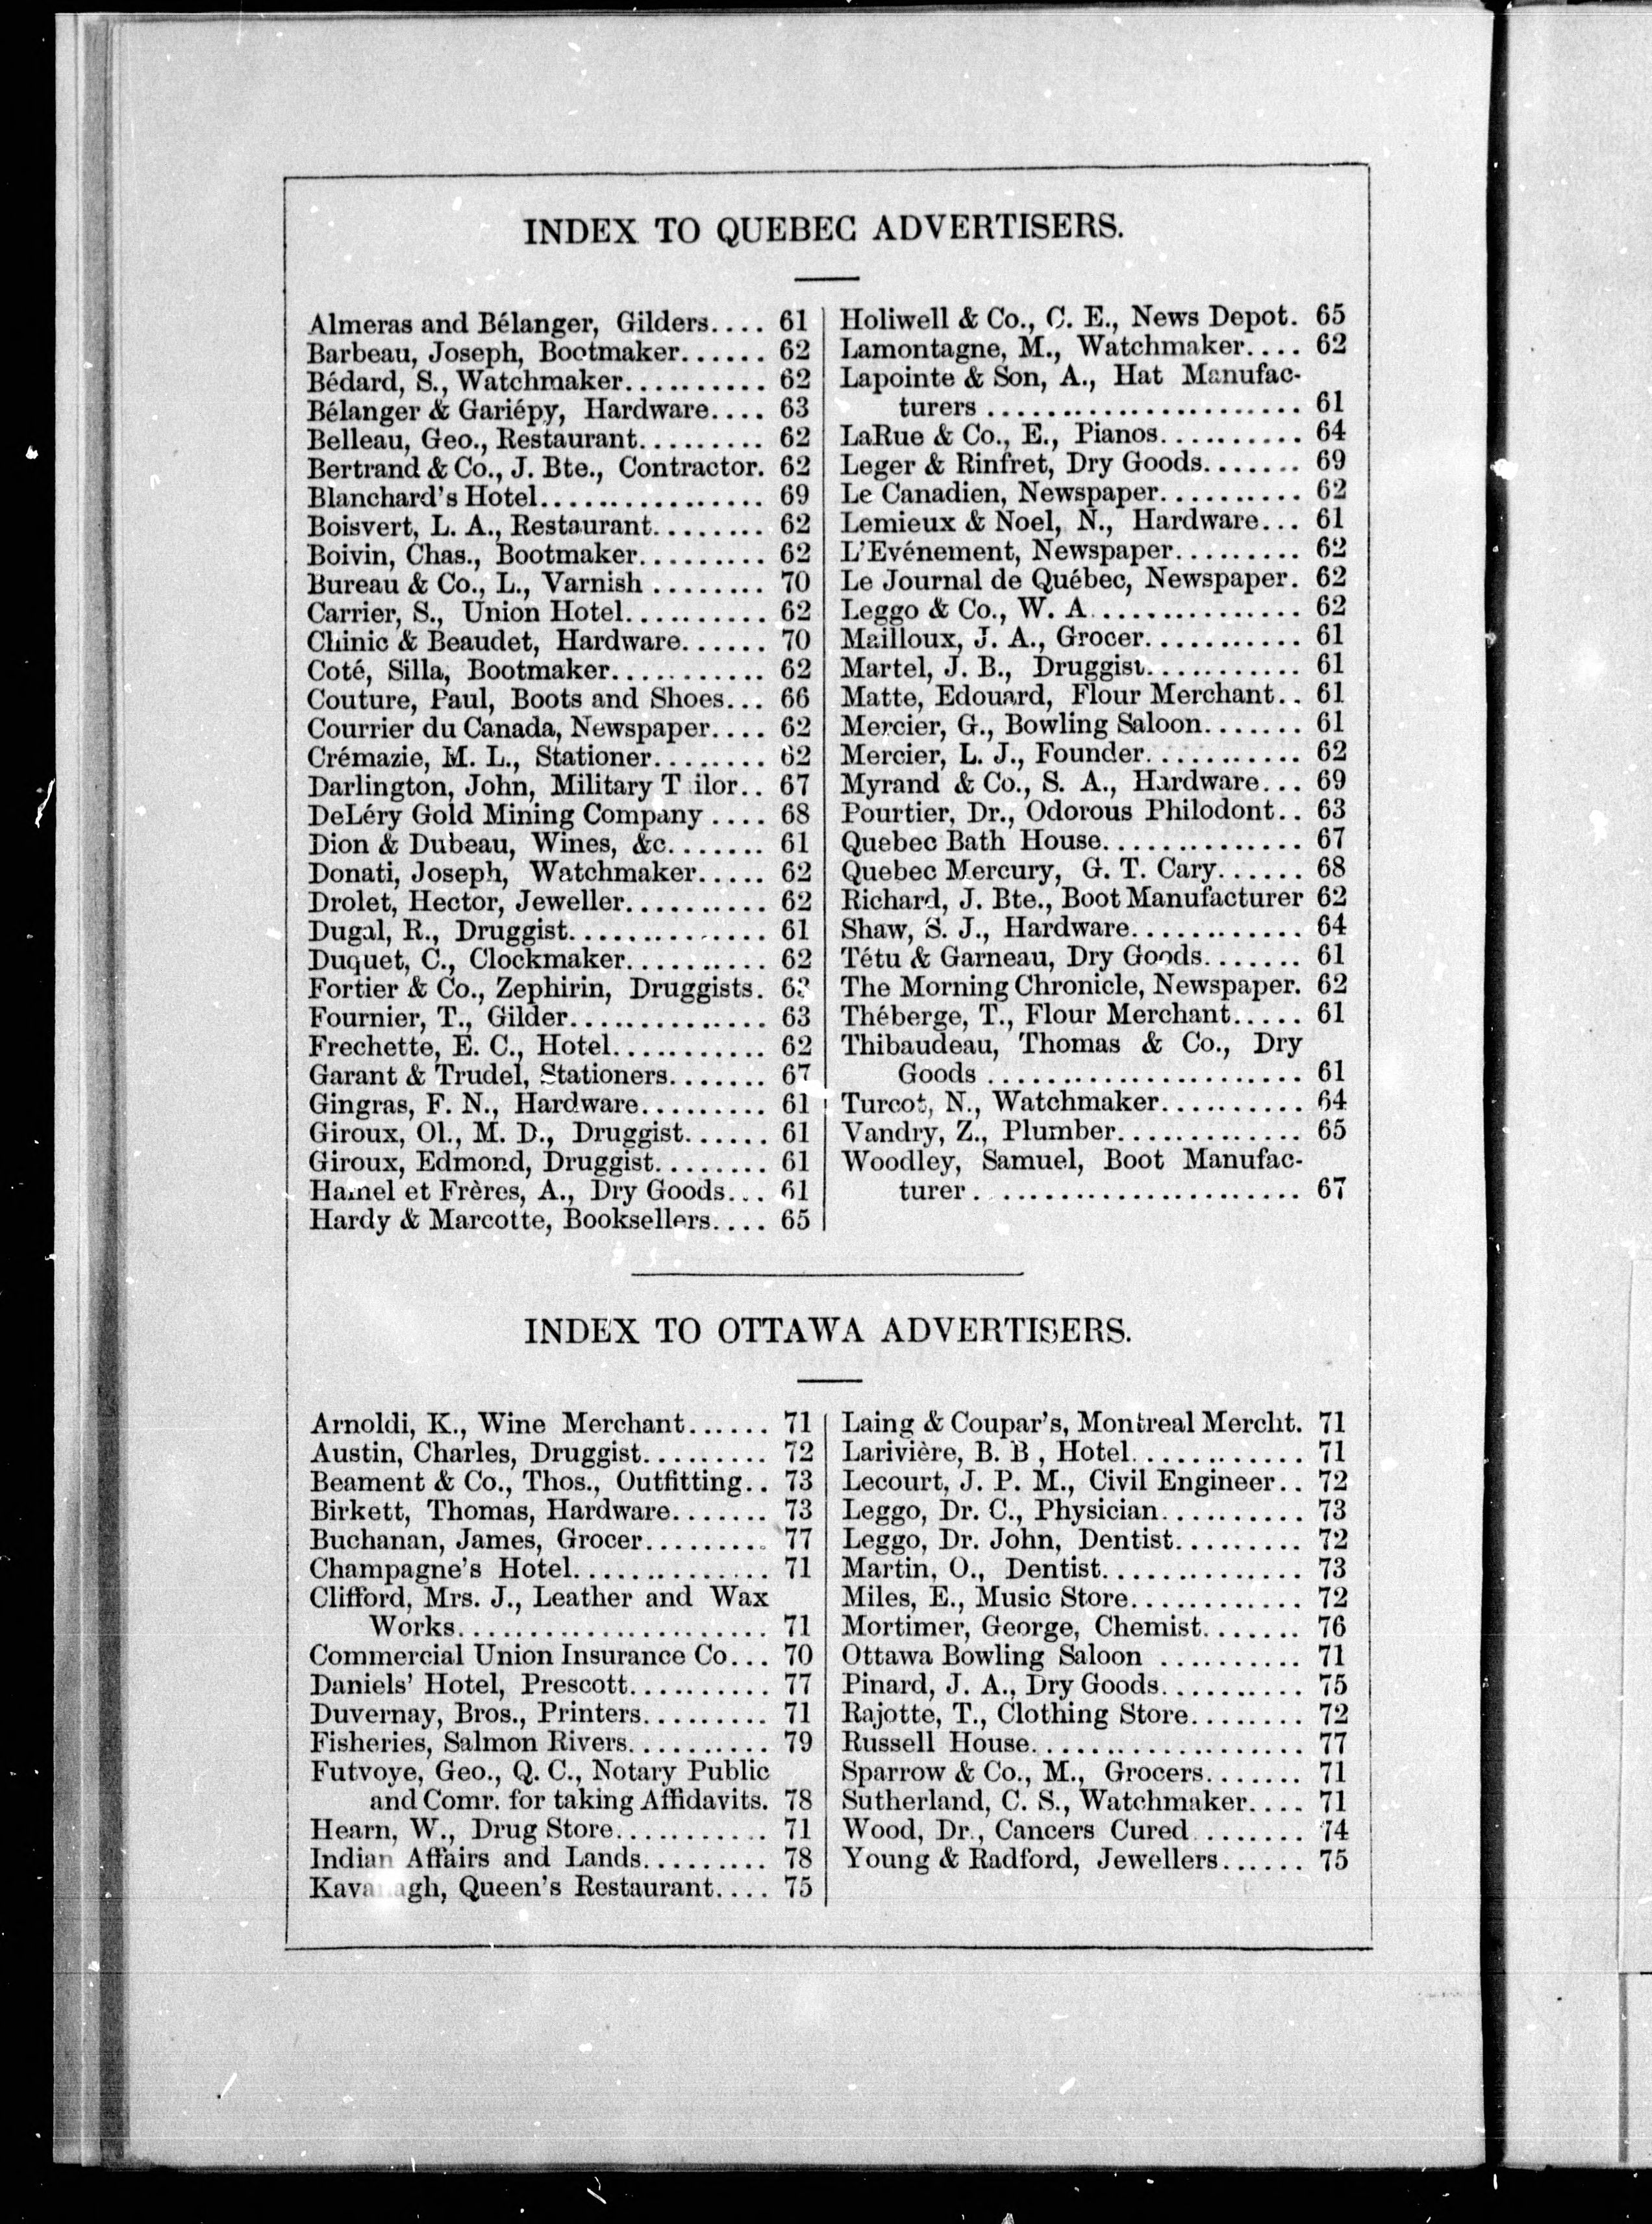 INDEX TO QUEBEC ADVERTISERS.
Almeras and Bélanger, Gilders.... 61
Barbeau, Joseph, Bootmaker...... 62
Bédard, S., Watchmaker.......... 62
Bélanger & Gariépy, Hardware.... 63
Belleau, Geo., Restaurant......... 62
Bertrand & Co., J. Bte., Contractor. 62
Blanchard's Hotel................ 69
Boisvert, L. A., Restaurant........ 62
Boivin, Chas., Bootmaker......... 62
Bureau & Co., L., Varnish ........ 70
Carrier, S., Union Hotel.......... 62
Chinic & Beaudet, Hardware...... 70
Coté, Silla, Bootmaker........... 62
Couture, Paul, Boots and Shoes... 66
Courrier du Canada, Newspaper.... 62
Crémazie, M. L., Stationer........ 62
Darlington, John, Military T ilor.. 67
DeLéry Gold Mining Company .... 68
Dion & Dubeau, Wines, &c....... 61
Donati, Joseph, Watchmaker..... 62
Drolet, Hector, Jeweller.......... 62
Dugal, R., Druggist.............. 61
Duquet, C., Clockmaker.......... 62
Fortier & Co., Zephirin, Druggists. 63
Fournier, T., Gilder.............. 63
Frechette, E. C., Hotel........... 62
Garant & Trudel, Stationers....... 67
Gingras, F. N., Hardware......... 61
Giroux, Ol., M. D., Druggist...... 61
Giroux, Edmond, Druggist........ 61
Hamel et Frères, A., Dry Goods... 61
Hardy & Marcotte, Booksellers.... 65
Holiwell & Co., C. E., News Depot. 65
Lamontagne, M., Watchmaker.... 62
Lapointe & Son, A., Hat Manufac-
turers ...................... 61
LaRue & Co., E., Pianos.......... 64
Leger & Rinfret, Dry Goods....... 69
Le Canadien, Newspaper.......... 62
Lemieux & Noel, N., Hardware... 61
L'Evénement, Newspaper......... 62
Le Journal de Québec, Newspaper. 62
Leggo & Co., W. A............... 62
Mailloux, J. A., Grocer........... 61
Martel, J. B., Druggist........... 61
Matte, Edouard, Flour Merchant.. 61
Mercier, G., Bowling Saloon....... 61
Mercier, L. J., Founder........... 62
Myrand & Co., S. A., Hardware... 69
Pourtier, Dr., Odorous Philodont.. 63
Quebec Bath House.............. 67
Quebec Mercury, G. T. Cary...... 68
Richard, J. Bte., Boot Manufacturer 62
Shaw, S. J., Hardware............ 64
Tétu & Garneau, Dry Goods....... 61
The Morning Chronicle, Newspaper. 62
Théberge, T., Flour Merchant..... 61
Thibaudeau, Thomas & Co., Dry
Goods ...................... 61
Turcot, N., Watchmaker.......... 64
Vandry, Z., Plumber............. 65
Woodley, Samuel, Boot Manufac-
turer....................... 67
INDEX TO OTTAWA ADVERTISERS.
Arnoldi, K., Wine Merchant...... 71
Austin, Charles, Druggist......... 72
Beament & Co., Thos., Outfitting.. 73
Birkett, Thomas, Hardware....... 73
Buchanan, James, Grocer......... 77
Champagne's Hotel.............. 71
Clifford, Mrs. J., Leather and Wax
Works...................... 71
Commercial Union Insurance Co... 70
Daniels' Hotel, Prescott.......... 77
Duvernay, Bros., Printers......... 71
Fisheries, Salmon Rivers.......... 79
Futvoye, Geo., Q. C., Notary Public
and Comr. for taking Affidavits. 78
Hearn, W., Drug Store........... 71
Indian Affairs and Lands......... 78
Kavanagh, Queen's Restaurant.... 75
Laing & Coupar's, Montreal Mercht. 71
Larivière, B. B , Hotel............ 71
Lecourt, J. P. M., Civil Engineer.. 72
Leggo, Dr. C., Physician.......... 73
Leggo, Dr. John, Dentist......... 72
Martin, O., Dentist.............. 73
Miles, E., Music Store............ 72
Mortimer, George, Chemist....... 76
Ottawa Bowling Saloon .......... 71
Pinard, J. A., Dry Goods.......... 75
Rajotte, T., Clothing Store........ 72
Russell House................... 77
Sparrow & Co., M., Grocers....... 71
Sutherland, C. S., Watchmaker.... 71
Wood, Dr., Cancers Cured........ 74
Young & Radford, Jewellers...... 75